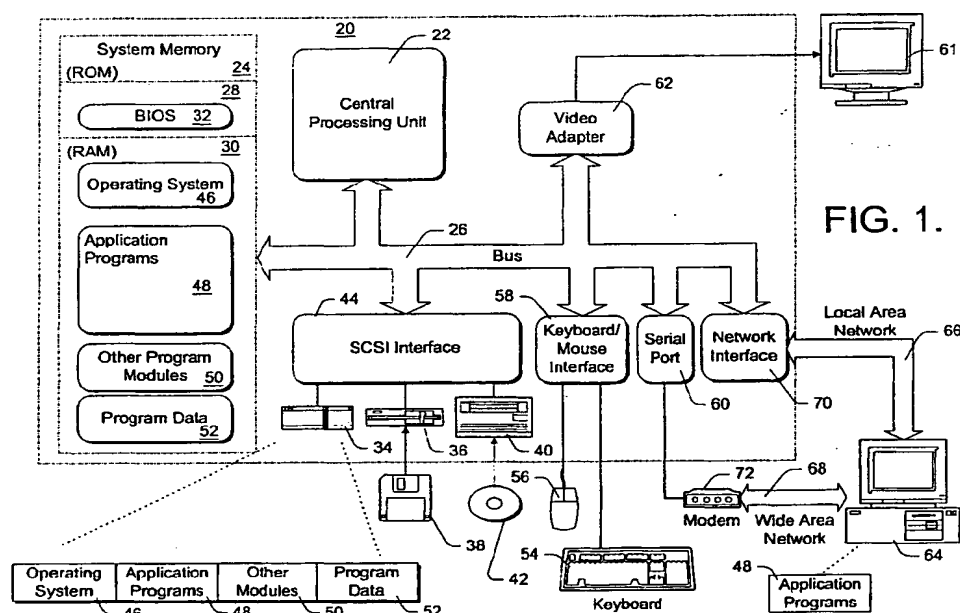 20
System Memory
24
(ROM)
28
BIOS 32
(RAM) 30
Operating System
46
Application
Programs
48
Other Program
Modules 50
Program Data
52
22
Central
Processing Unit
62
Video
Adapter
61
FIG. 1.
26
Bus
44
SCSI Interface
58
Keyboard/
Mouse
Interface
Serial
Port
60
Network
Interface
70
Local Area
Network
66
34
36
40
38
42
56
54
Keyboard
72
Modem
68
Wide Area
Network
64
48
Application
Programs
Operating
System
Application
Programs
Other
Modules
Program
Data
46
48
50
52